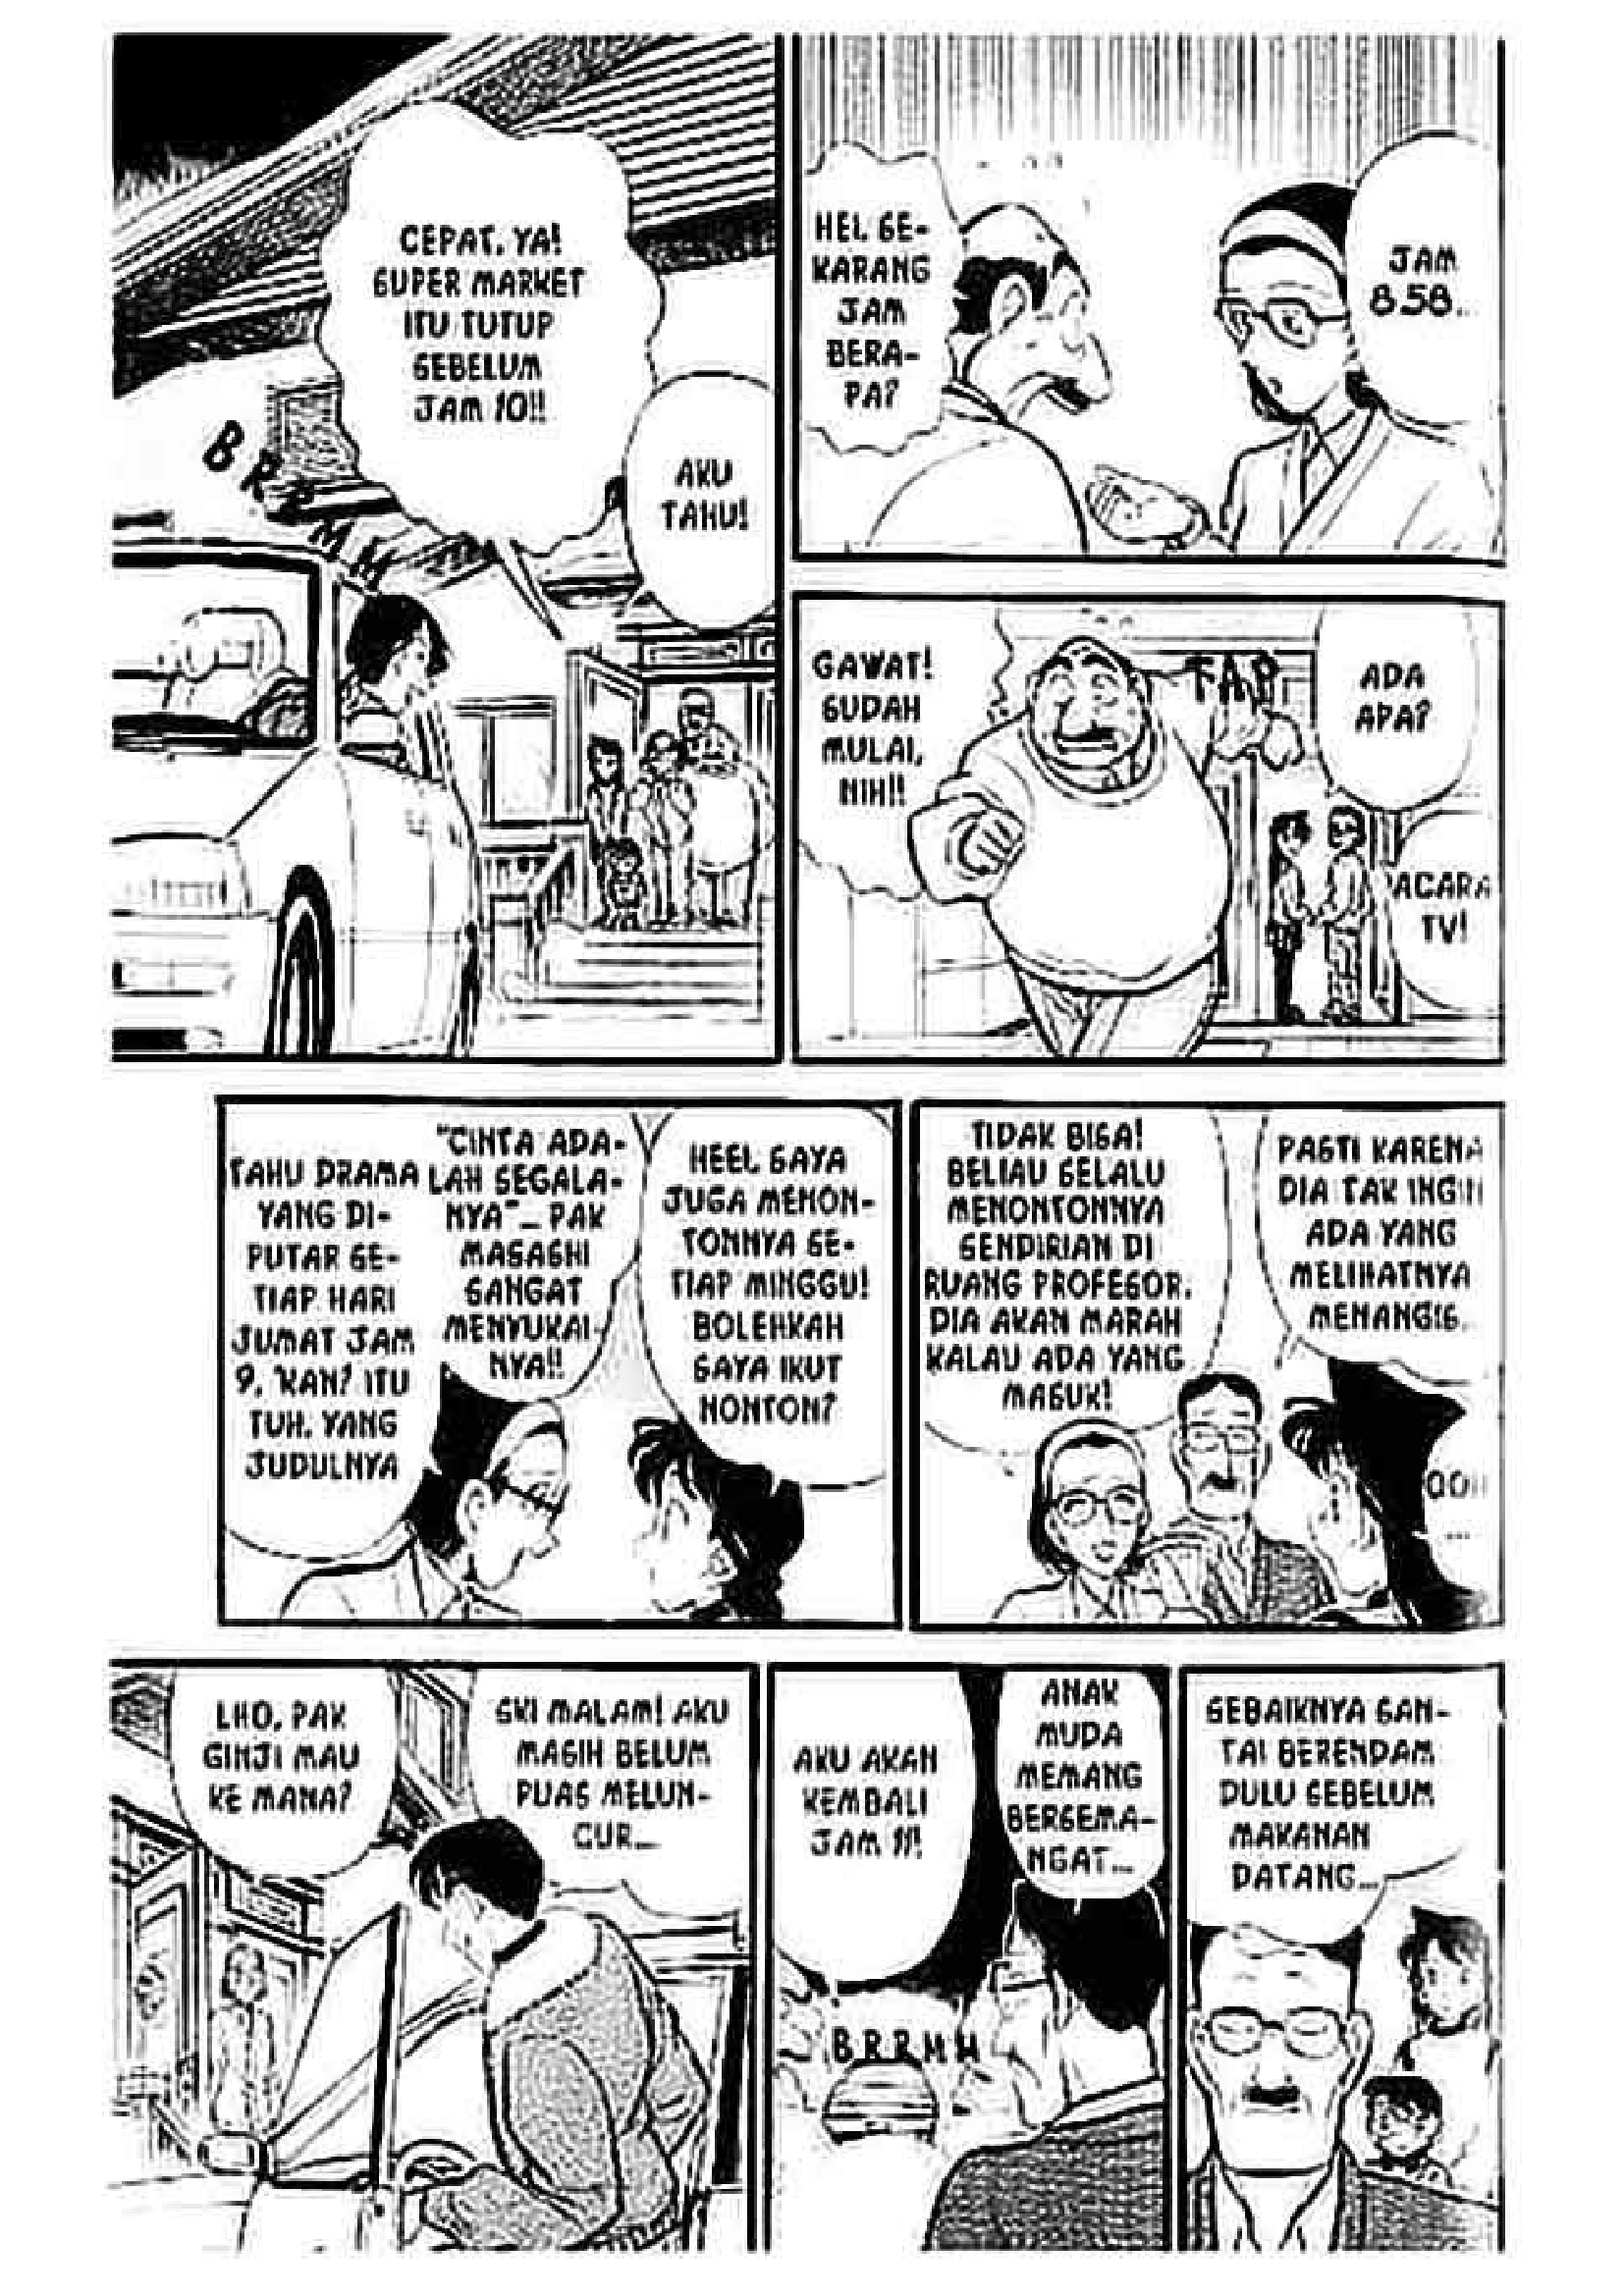 CEPAT, YA!
SUPER MARKET
ITU TUTUP
SEBELUM
JAM 10!!
AKU
TAHU!
BRRMM
HEI, SE-
KARANG
JAM
BERA-
PA?
JAM
8.58...
GAWAT!
SUDAH
MULAI,
NIH!!
TAP
ADA
APA?
ACARA
TV!
TAHU DRAMA
YANG DI-
PUTAR SE-
TIAP HARI
JUMAT JAM
9, 'KAN? ITU
TUH, YANG
JUDULNYA
"CINTA ADA-
LAH SEGALA-
NYA"... PAK
MASASHI
SANGAT
MENYUKAI-
NYA!!
HEEI, SAYA
JUGA MENON-
TONNYA SE-
TIAP MINGGU!
BOLEHKAH
SAYA IKUT
NONTON?
TIDAK BISA!
BELIAU SELALU
MENONTONNYA
SENDIRIAN DI
RUANG PROFESOR.
DIA AKAN MARAH
KALAU ADA YANG
MASUK!
PASTI KARENA
DIA TAK INGIN
ADA YANG
MELIHATNYA
MENANGIS.
OOH
....
LHO, PAK
GINJI MAU
KE MANA?
SKI MALAM! AKU
MASIH BELUM
PUAS MELUN-
CUR...
AKU AKAN
KEMBALI
JAM 11!
BRRMM
ANAK
MUDA
MEMANG
BERSEMA-
NGAT...
SEBAIKNYA SAN-
TAI BERENDAM
DULU SEBELUM
MAKANAN
DATANG...